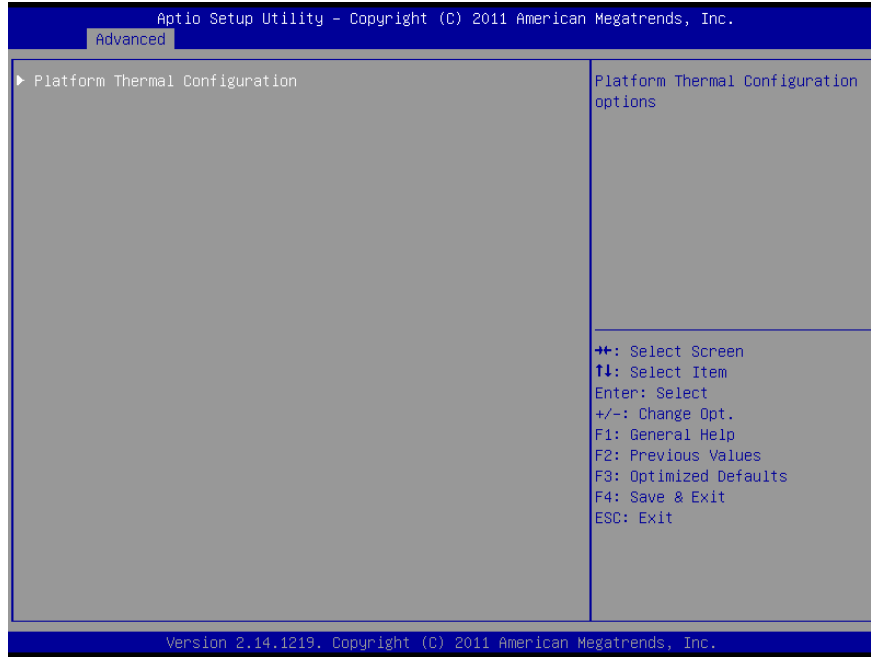 Aptio Setup Utility – Copyright (C) 2011 American Megatrends, Inc.
Advanced
▶ Platform Thermal Configuration
Platform Thermal Configuration
options
→←: Select Screen
↑↓: Select Item
Enter: Select
+/-: Change Opt.
F1: General Help
F2: Previous Values
F3: Optimized Defaults
F4: Save & Exit
ESC: Exit
Version 2.14.1219. Copyright (C) 2011 American Megatrends, Inc.